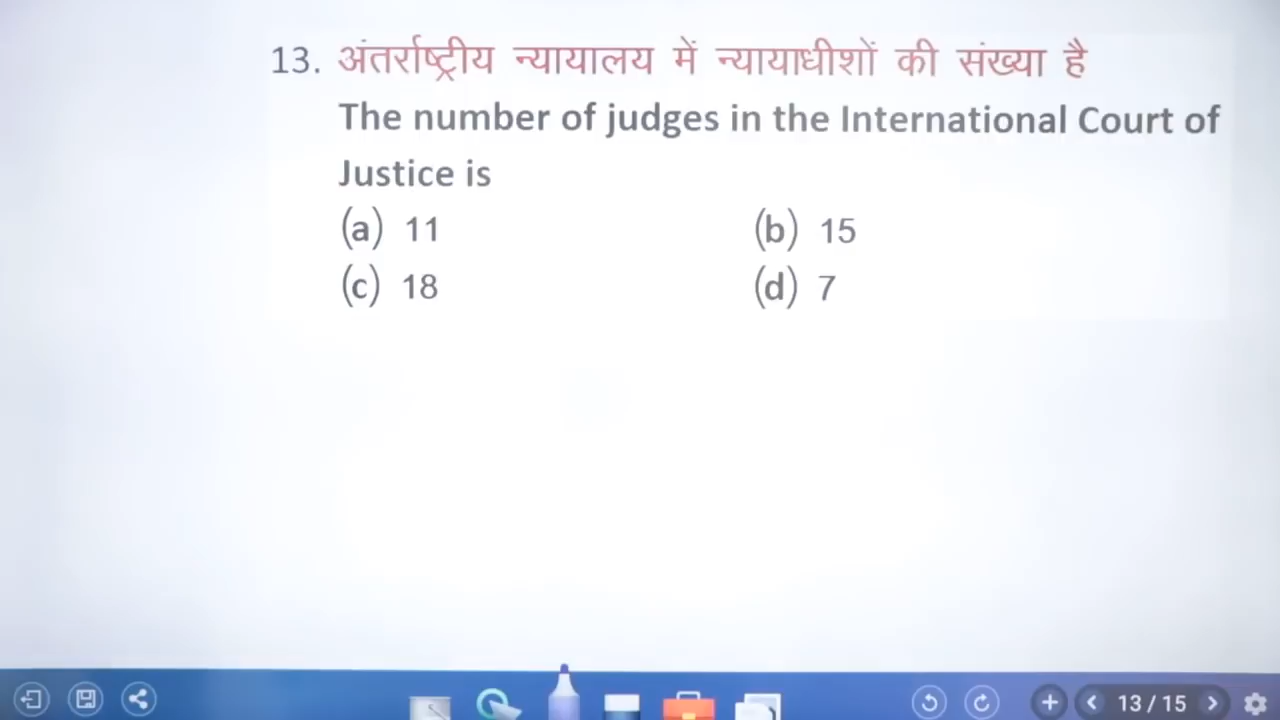 13. अंतर्राष्ट्रीय न्यायालय में न्यायाधीशों की संख्या है
The number of judges in the International Court of
Justice is
(a) 11 (b) 15
(c) 18 (d) 7
13 / 15